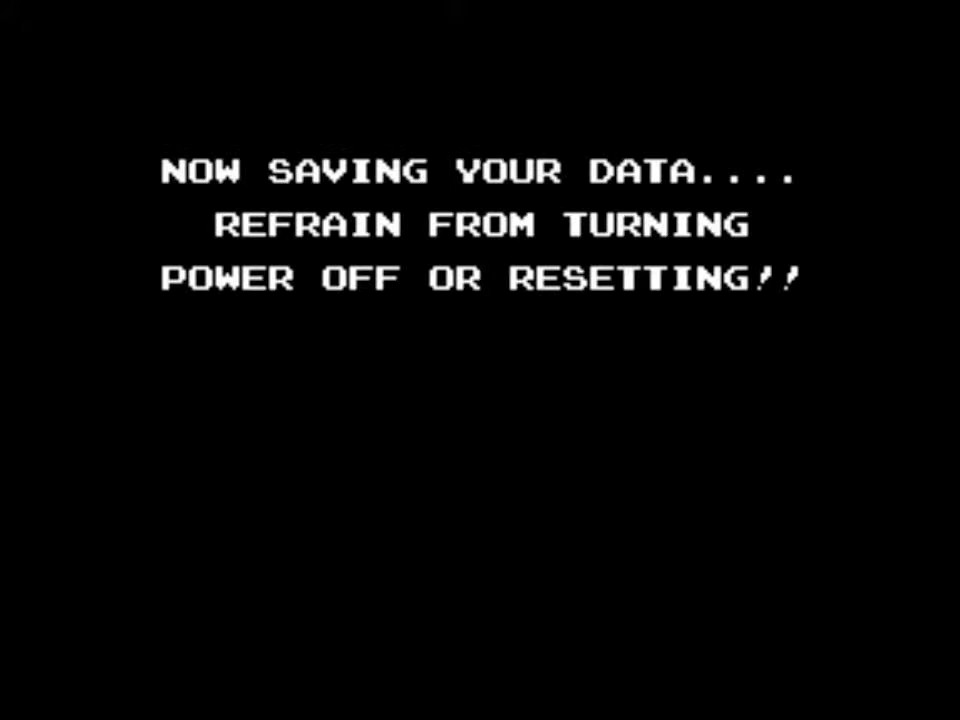 NOW SAVING YOUR DATA....
REFRAIN FROM TURNING
POWER OFF OR RESETTING!!